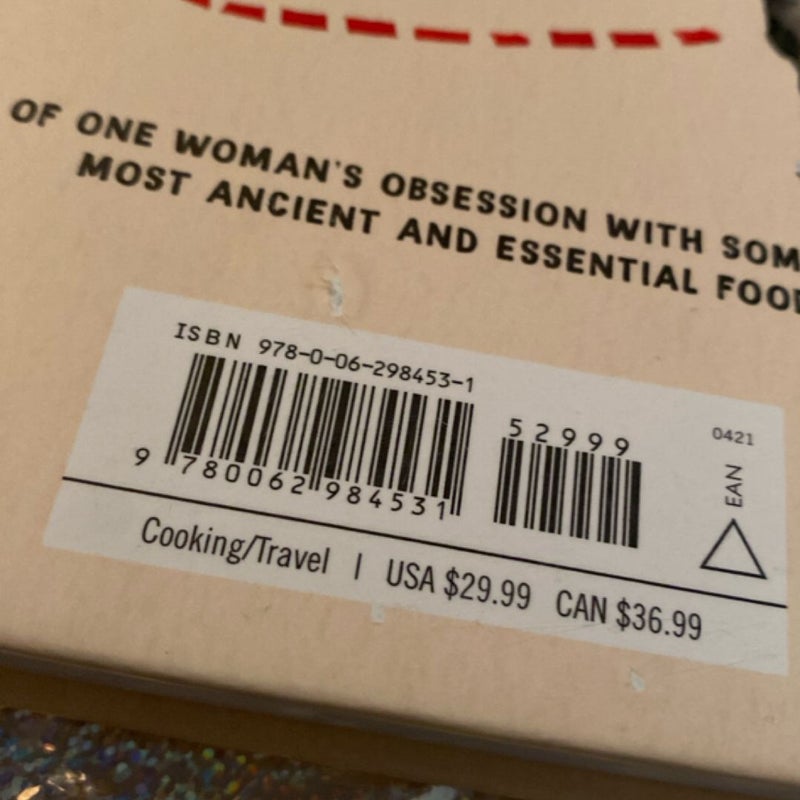 OF ONE WOMAN'S OBSESSION WITH SOM
MOST ANCIENT AND ESSENTIAL FOO
ISBN 978-0-06-298453-1
52999
0421
EAN
9 780062 984531
Cooking/Travel | USA $29.99 CAN $36.99